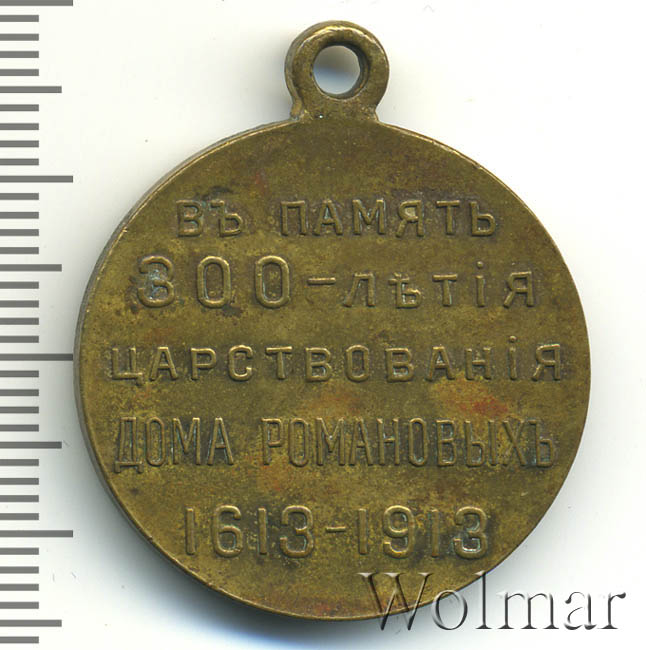 ВЪ ПАМЯТЬ
300-ЛѢТІЯ
ЦАРСТВОВАНІЯ
ДОМА РОМАНОВЫХЪ
1613-1913
Wolmar